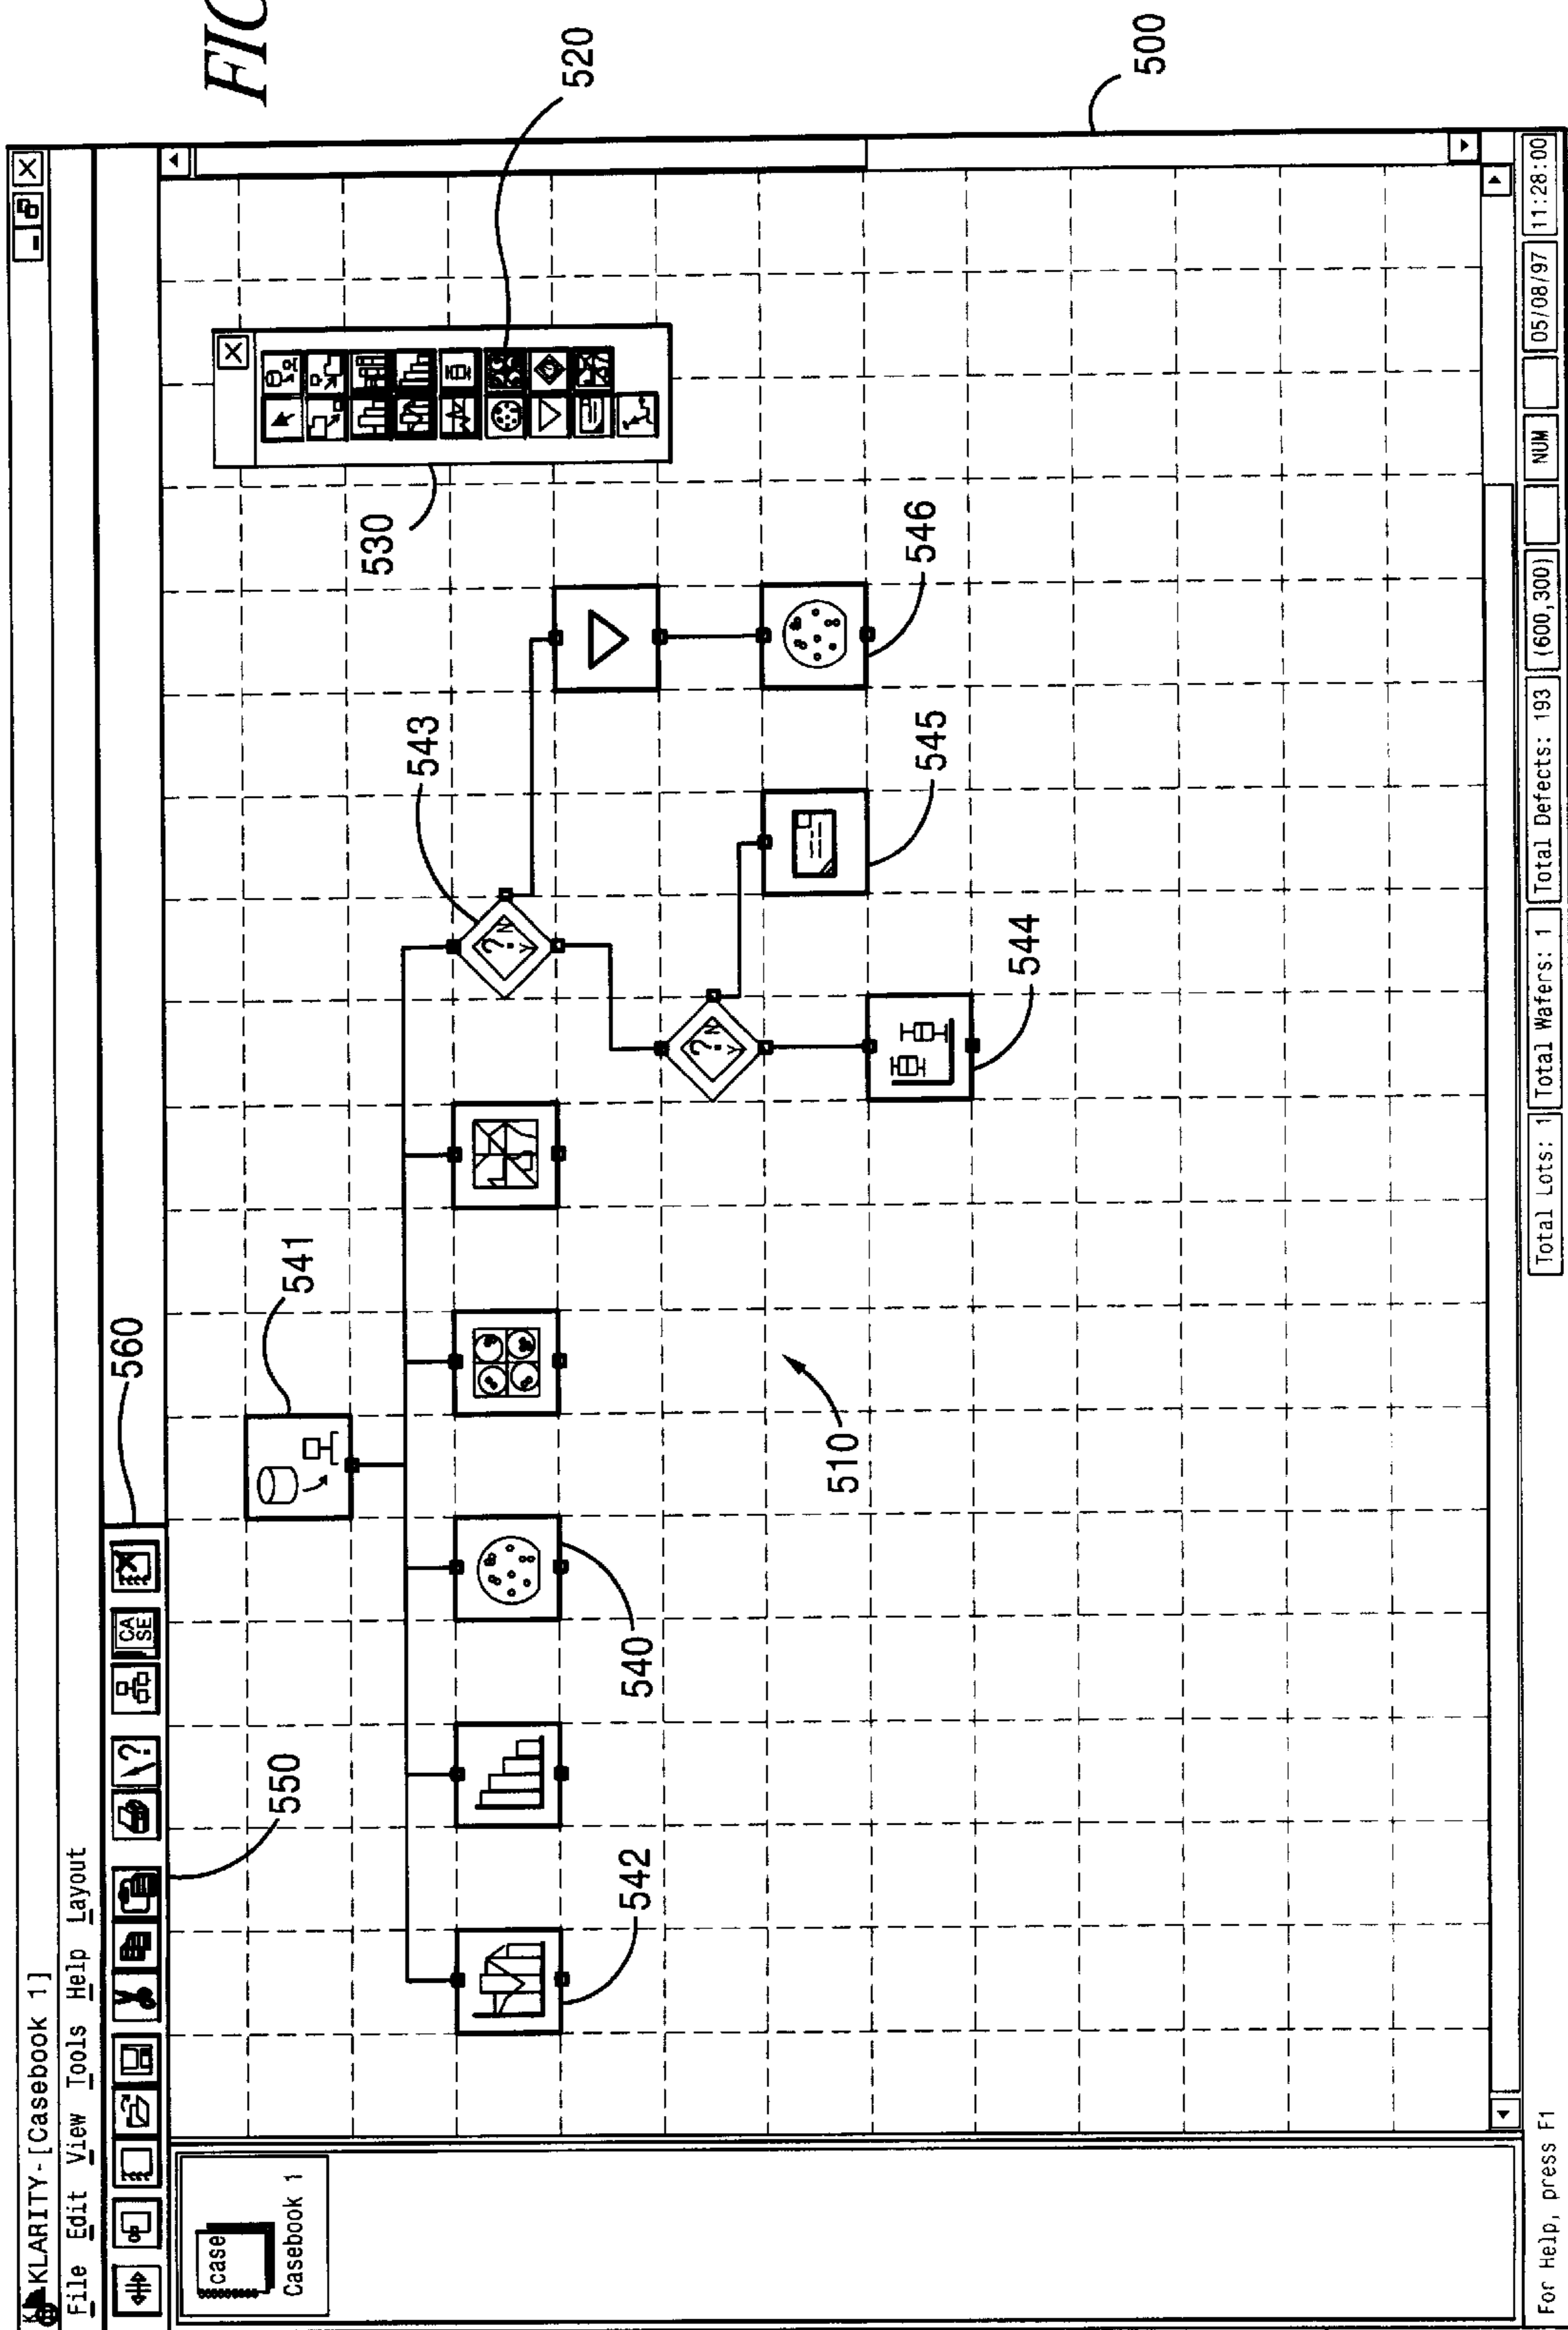 FIG
KLARITY-[Casebook 1]
File Edit View Tools Help Layout
CA
SE
560
550
case
Casebook 1
541
520
530
500
543
?
Y N
?
Y N
542
540
510
544
545
546
Total Lots: 1 Total Wafers: 1 Total Defects: 193 (600,300) NUM 05/08/97 11:28:00
For Help, press F1